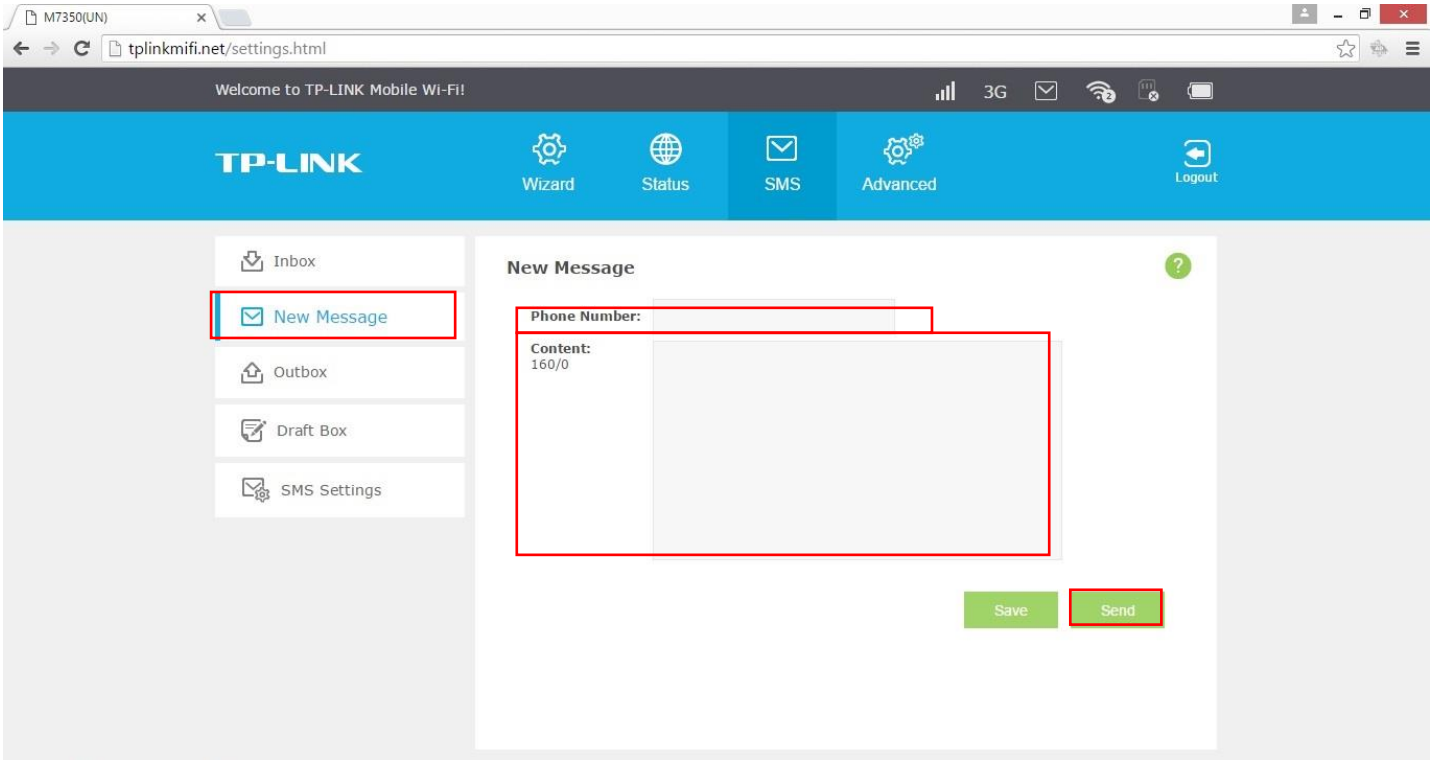 M7350(UN)
tplinkmifi.net/settings.html
Welcome to TP-LINK Mobile Wi-Fi!
3G
2
TP-LINK
Wizard
Status
SMS
Advanced
Logout
Inbox
New Message
Outbox
Draft Box
SMS Settings
New Message
?
Phone Number:
Content:
160/0
Save
Send